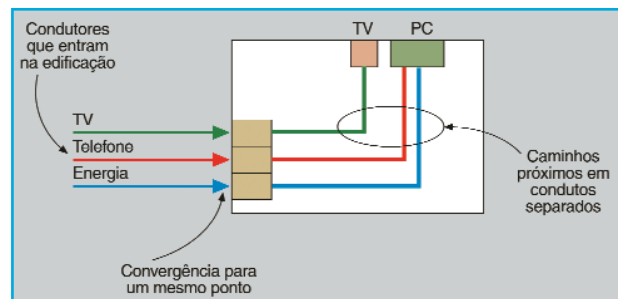 Condutores
que entram
na edificação
TV
PC
TV
Telefone
Energia
Caminhos
próximos em
condutos
separados
Convergência para
um mesmo ponto